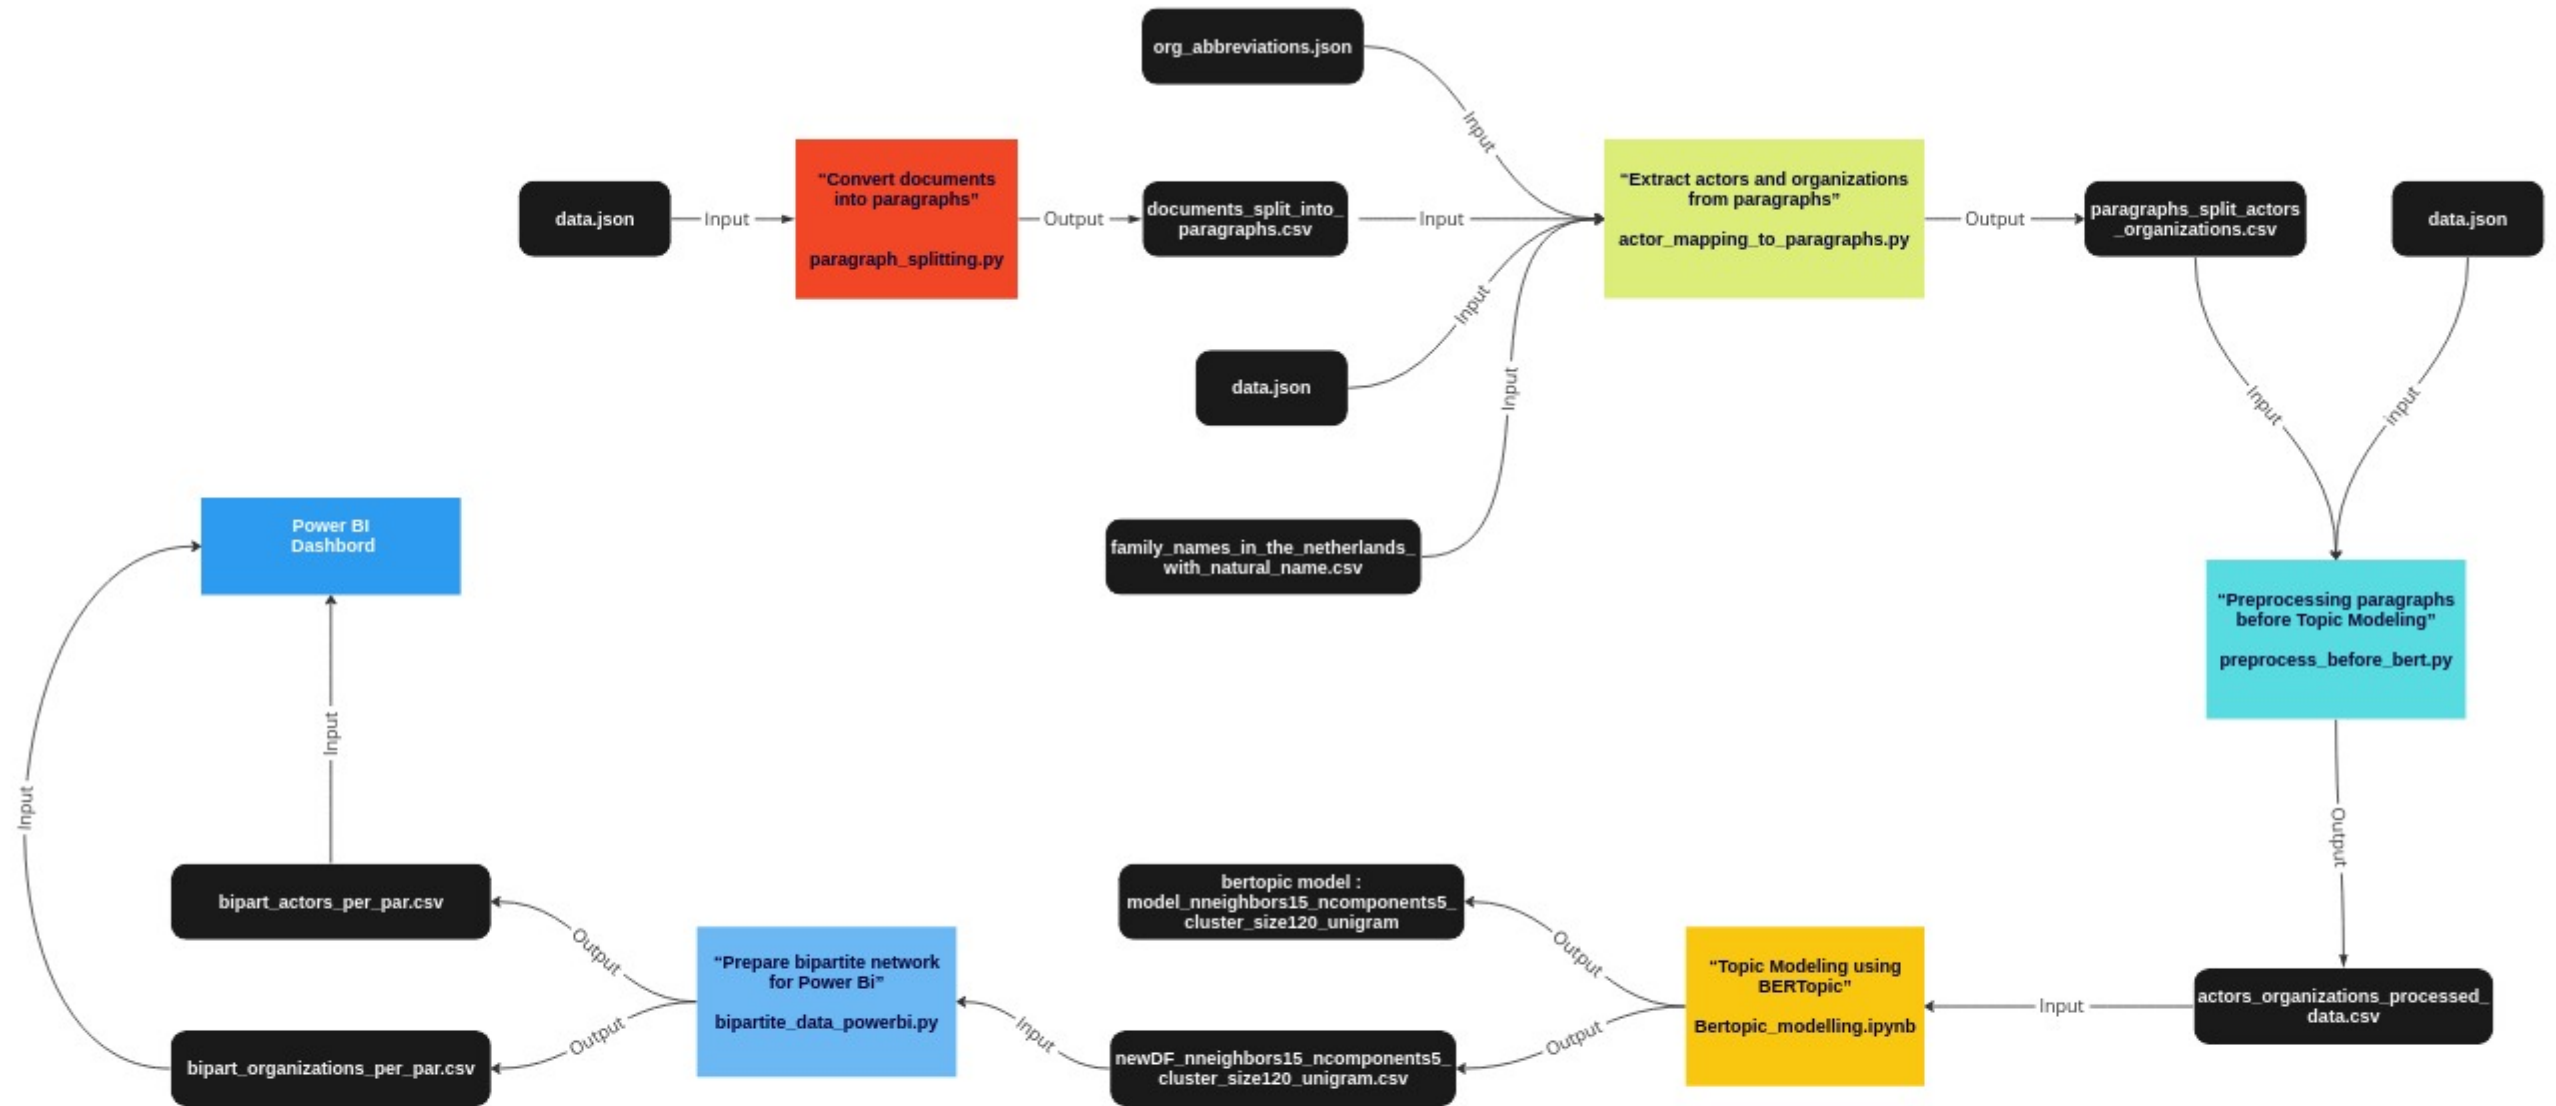 org_abbreviations.json
Input
data.json
Input
“Convert documents
into paragraphs”
paragraph_splitting.py
Output
documents_split_into_
paragraphs.csv
Input
“Extract actors and organizations
from paragraphs”
actor_mapping_to_paragraphs.py
Output
paragraphs_split_actors
_organizations.csv
data.json
Input
data.json
Input
family_names_in_the_netherlands_
with_natural_name.csv
Input
input
Power BI
Dashbord
“Preprocessing paragraphs
before Topic Modeling”
preprocess_before_bert.py
Input
Input
Output
bipart_actors_per_par.csv
Output
bertopic model :
model_nneighbors15_ncomponents5_
cluster_size120_unigram
Output
“Prepare bipartite network
for Power Bi”
bipartite_data_powerbi.py
“Topic Modeling using
BERTopic”
Bertopic_modelling.ipynb
Input
actors_organizations_processed_
data.csv
bipart_organizations_per_par.csv
Output
Input
newDF_nneighbors15_ncomponents5_
cluster_size120_unigram.csv
Output